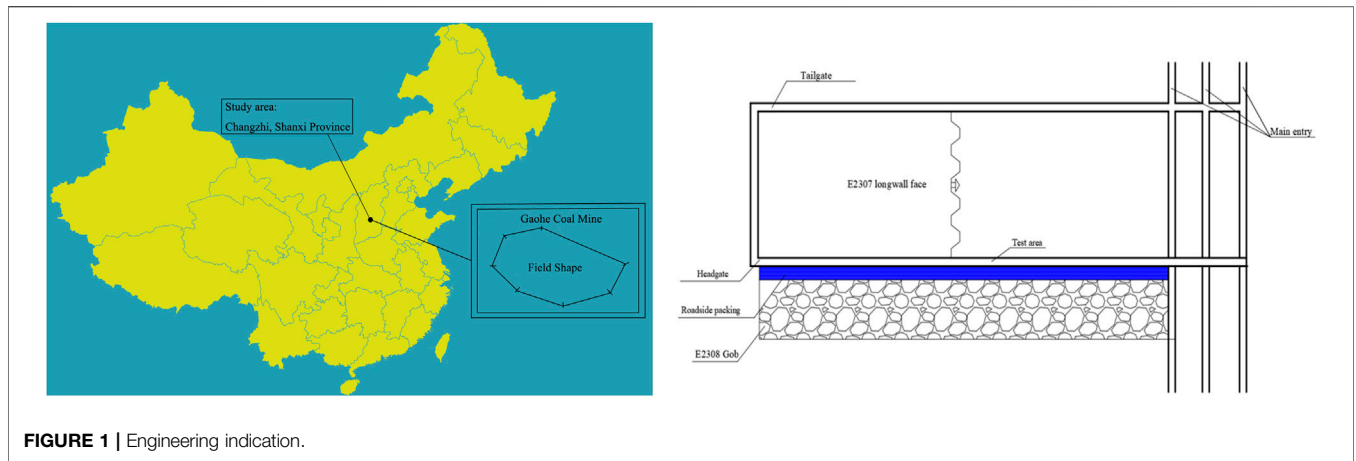 Study area:
Changzhi, Shanxi Province
Gaohe Coal Mine
Field Shape
Tailgate
Main entry
E2307 longwall face
Test area
Headgate
Roadside packing
E2308 Gob
FIGURE 1 | Engineering indication.